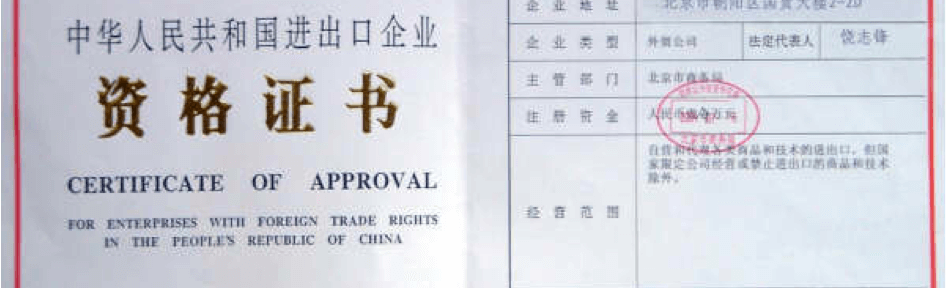 中华人民共和国进出口企业
资格证书
CERTIFICATE OF APPROVAL
FOR ENTERPRISES WITH FOREIGN TRADE RIGHTS
IN THE PEOPLE'S REPUBLIC OF CHINA
企业地址 北京市朝阳区国贸大楼2-2D
企业类型 外贸公司 法定代表人 饶志锋
主管部门 北京市商务局
注册资金 人民币 万元
自营和代理各类商品和技术的进出口，但国
家限定公司经营或禁止进出口的商品和技术
除外。
经营范围